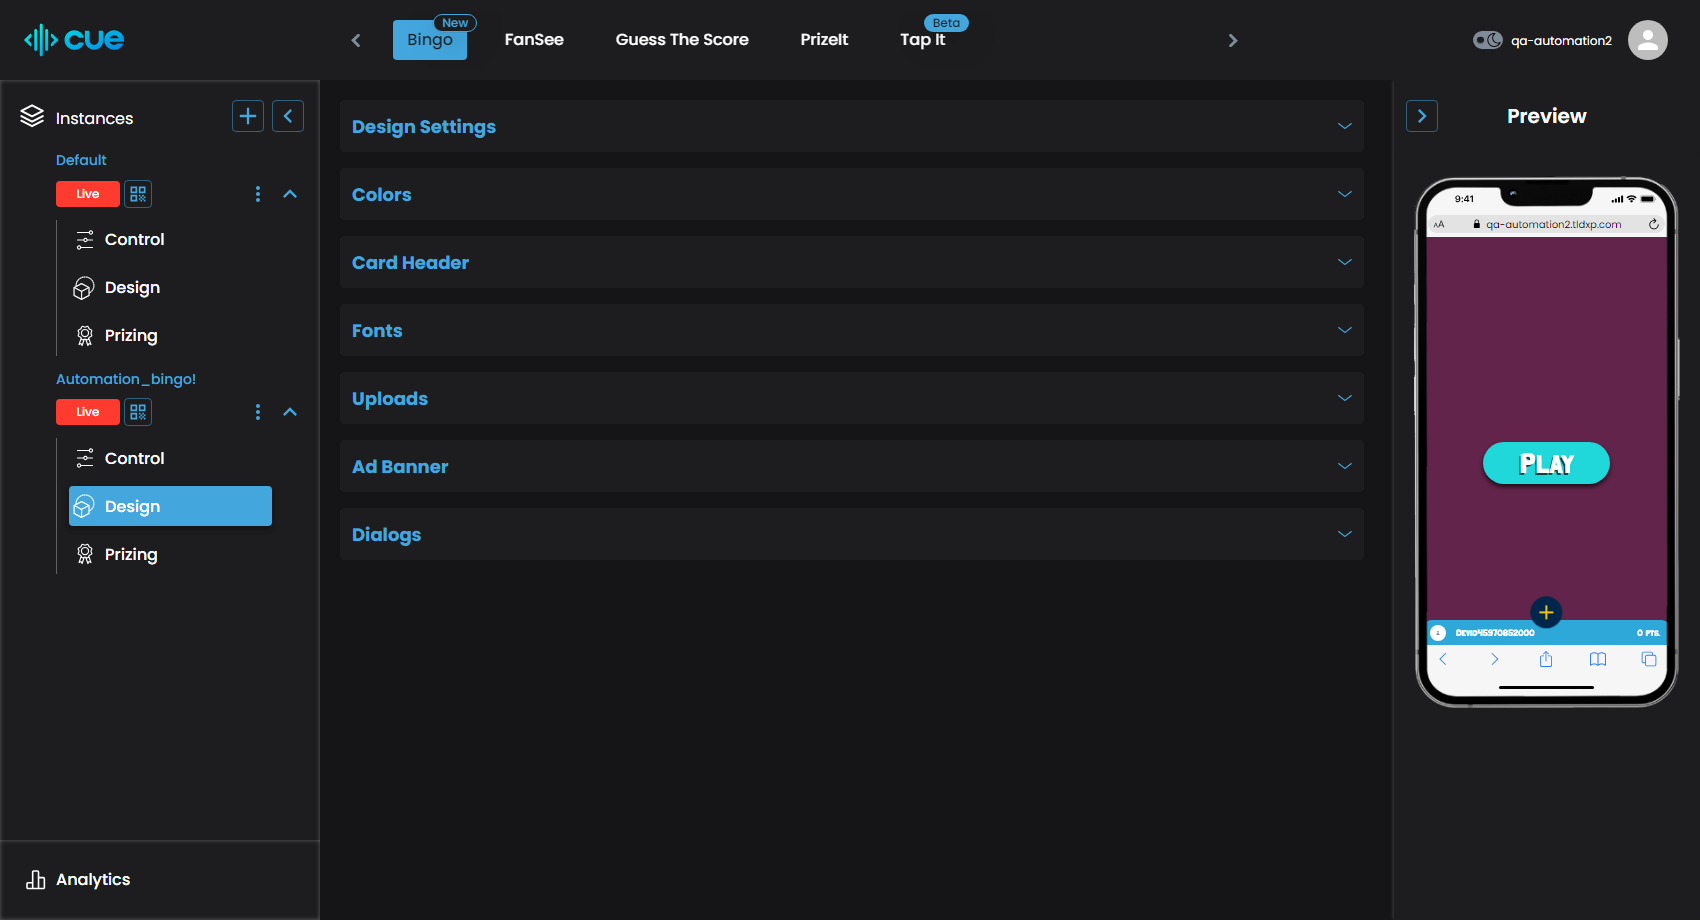 cue
Bingo
New
FanSee
Guess The Score
PrizeIt
Tap It
Beta
qa-automation2
Instances
Default
Live
Control
Design
Prizing
Automation_bingo!
Live
Control
Design
Prizing
Analytics
Design Settings
Colors
Card Header
Fonts
Uploads
Ad Banner
Dialogs
Preview
9:41
AA
qa-automation2.tldxp.com
Play
Devi045970852000
0 pts.